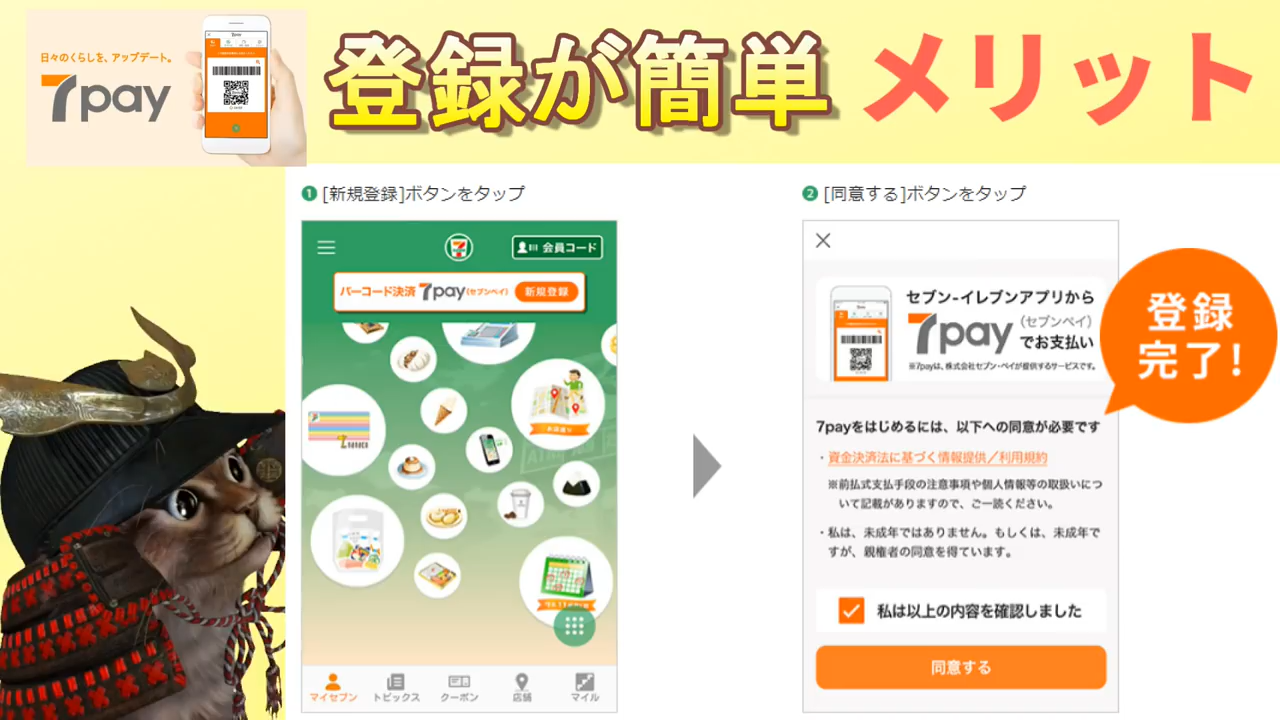 日々のくらしを、アップデート。
7pay
登録が簡単 メリット
1 [新規登録]ボタンをタップ
会員コード
バーコード決済 7pay(セブンペイ) 新規登録
マイセブン トピックス クーポン 店舗 マイル
2 [同意する]ボタンをタップ
セブン-イレブンアプリから
7pay (セブンペイ)
でお支払い
※7payは、株式会社セブン・ペイが提供するサービスです。
7payをはじめるには、以下への同意が必要です
・資金決済法に基づく情報提供／利用規約
※前払式支払手段の注意事項や個人情報等の取扱いにつ
いて記載がありますので、ご一読ください。
・私は、未成年ではありません。もしくは、未成年で
すが、親権者の同意を得ています。
私は以上の内容を確認しました
同意する
登録
完了!